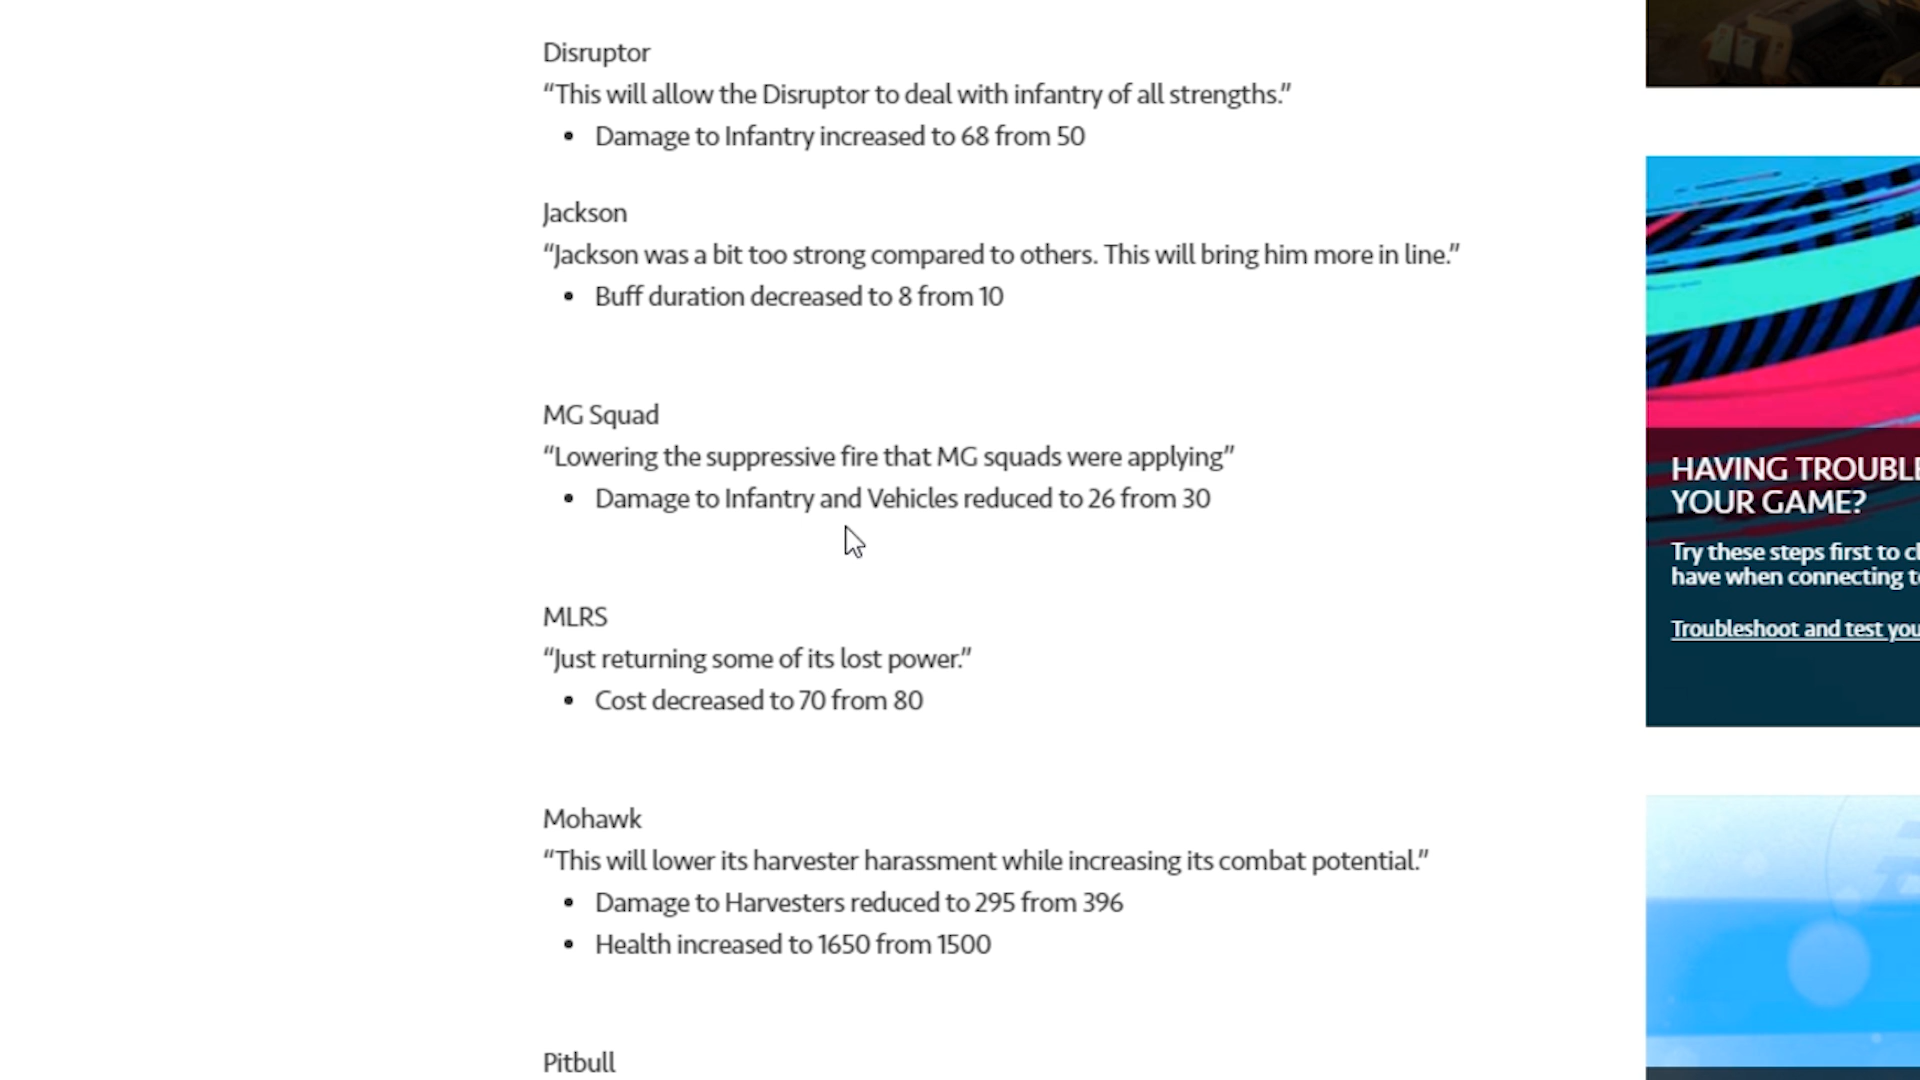 Disruptor
“This will allow the Disruptor to deal with infantry of all strengths.”
• Damage to Infantry increased to 68 from 50
Jackson
“Jackson was a bit too strong compared to others. This will bring him more in line.”
• Buff duration decreased to 8 from 10
MG Squad
“Lowering the suppressive fire that MG squads were applying”
• Damage to Infantry and Vehicles reduced to 26 from 30
MLRS
“Just returning some of its lost power.”
• Cost decreased to 70 from 80
Mohawk
“This will lower its harvester harassment while increasing its combat potential.”
• Damage to Harvesters reduced to 295 from 396
• Health increased to 1650 from 1500
Pitbull
HAVING TROUBLE
YOUR GAME?
Try these steps first to
have when connecting
Troubleshoot and test